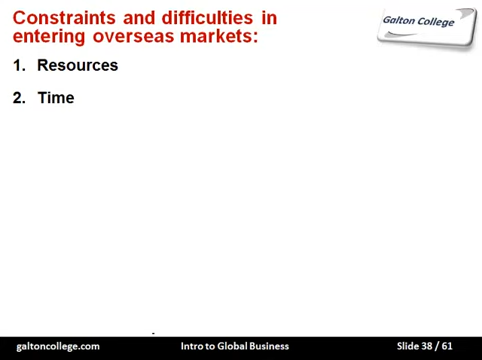 Constraints and difficulties in
entering overseas markets:
Galton College
1. Resources
2. Time
galtoncollege.com
Intro to Global Business
Slide 38 / 61